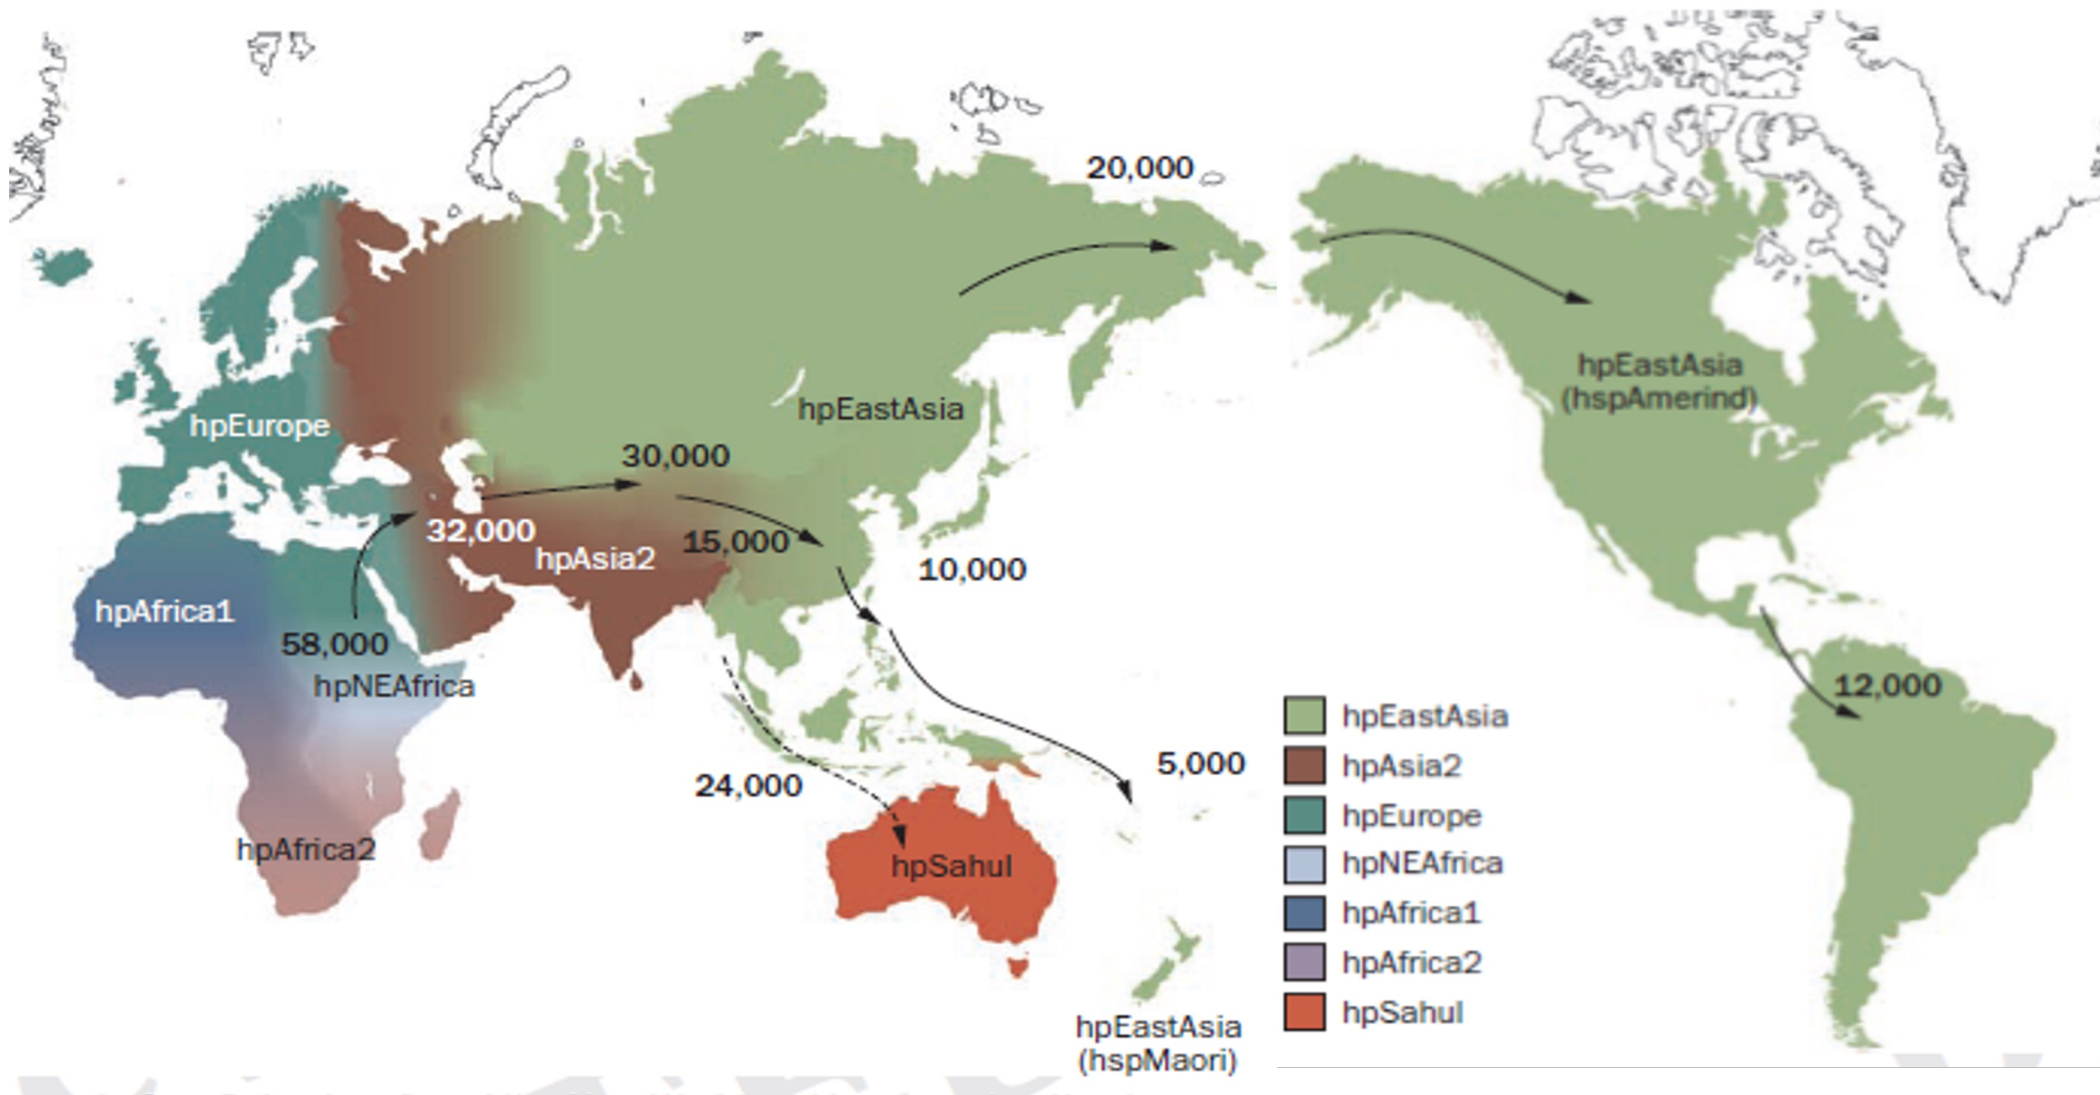 20,000
hpEastAsia
(hspAmerind)
hpEurope
hpEastAsia
30,000
32,000
hpAsia2
15,000
10,000
hpAfrica1
58,000
hpNEAfrica
12,000
5,000
24,000
hpAfrica2
hpSahul
hpEastAsia
(hspMaori)
hpEastAsia
hpAsia2
hpEurope
hpNEAfrica
hpAfrica1
hpAfrica2
hpSahul